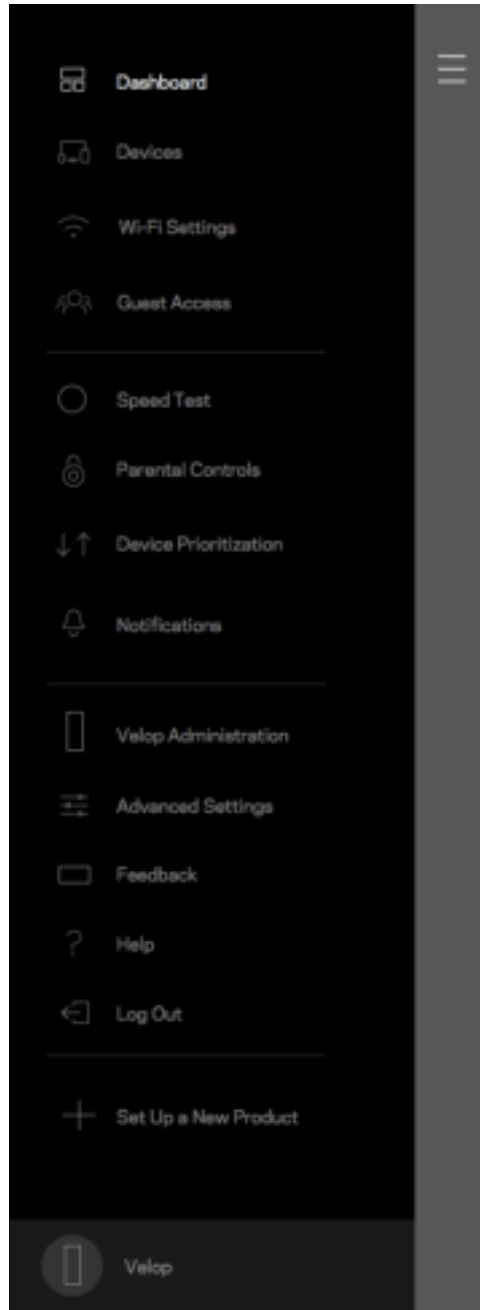 Dashboard
Devices
Wi-Fi Settings
Guest Access
Speed Test
Parental Controls
Device Prioritization
Notifications
Velop Administration
Advanced Settings
Feedback
Help
Log Out
Set Up a New Product
Velop